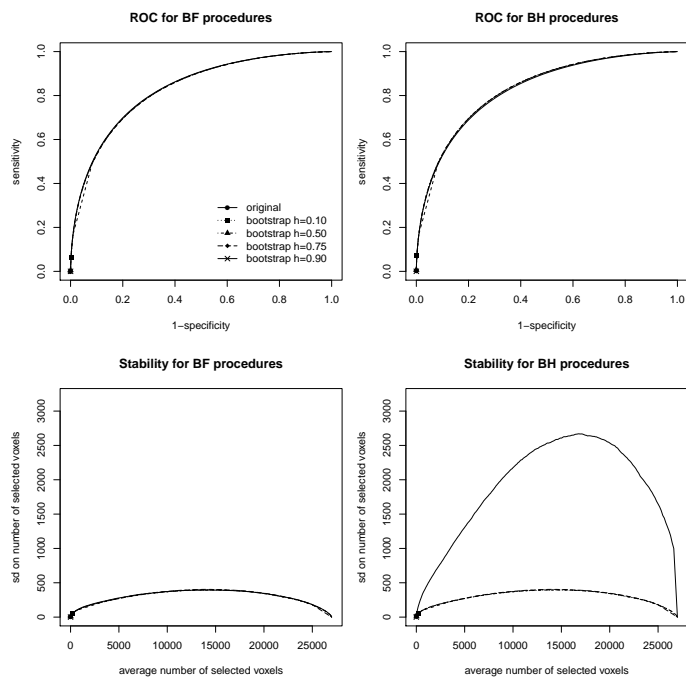 ROC for BF procedures
sensitivity
1.0
0.8
0.6
0.4
0.2
0.0
original
bootstrap h=0.10
bootstrap h=0.50
bootstrap h=0.75
bootstrap h=0.90
0.0 0.2 0.4 0.6 0.8 1.0
1−specificity
ROC for BH procedures
sensitivity
1.0
0.8
0.6
0.4
0.2
0.0
0.0 0.2 0.4 0.6 0.8 1.0
1−specificity
Stability for BF procedures
sd on number of selected voxels
3000
2500
2000
1500
1000
500
0
0 5000 10000 15000 20000 25000
average number of selected voxels
Stability for BH procedures
sd on number of selected voxels
3000
2500
2000
1500
1000
500
0
0 5000 10000 15000 20000 25000
average number of selected voxels